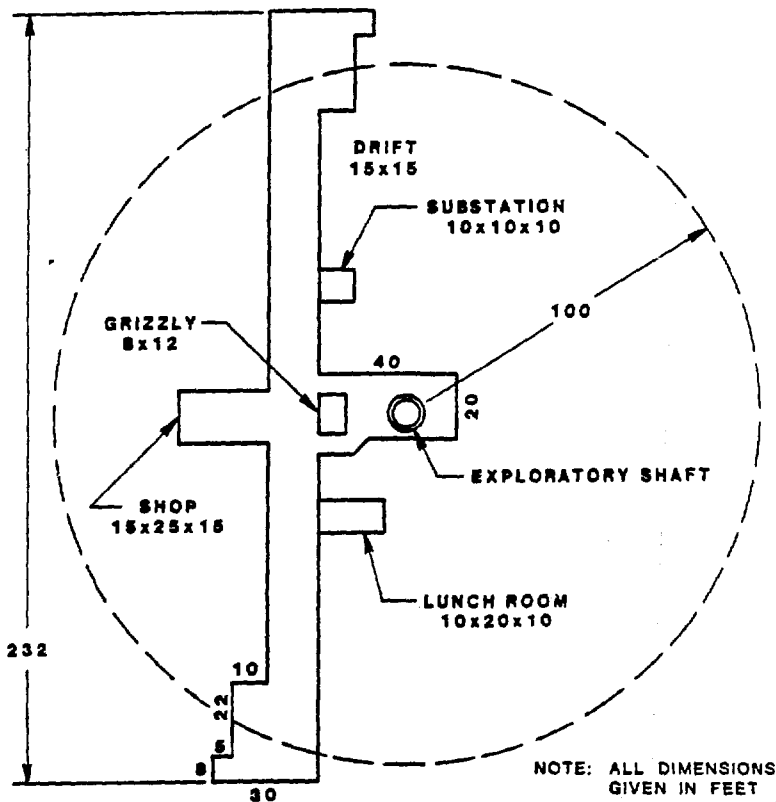 DRIFT
15x15
SUBSTATION
10x10x10
100
GRIZZLY
8x12
40
20
EXPLORATORY SHAFT
SHOP
15x25x15
LUNCH ROOM
10x20x10
232
10
22
5
8
30
NOTE: ALL DIMENSIONS
GIVEN IN FEET